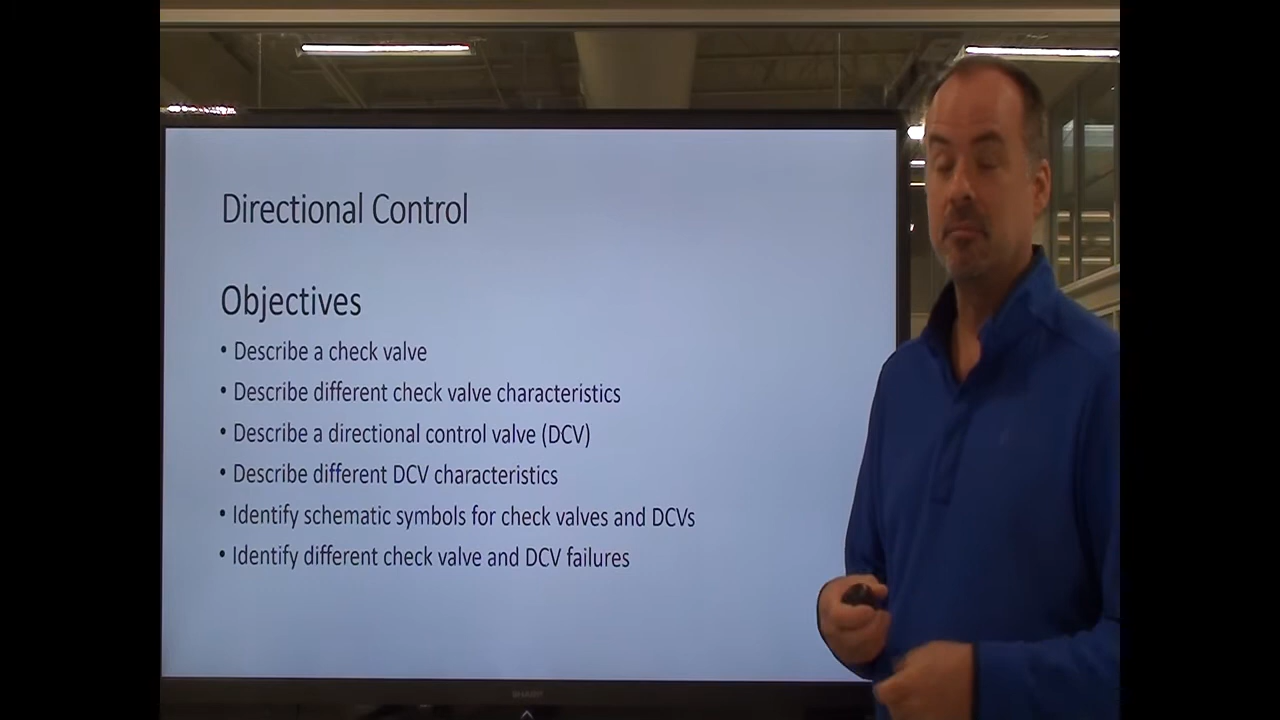 Directional Control
Objectives
• Describe a check valve
• Describe different check valve characteristics
• Describe a directional control valve (DCV)
• Describe different DCV characteristics
• Identify schematic symbols for check valves and DCVs
• Identify different check valve and DCV failures
SHARP